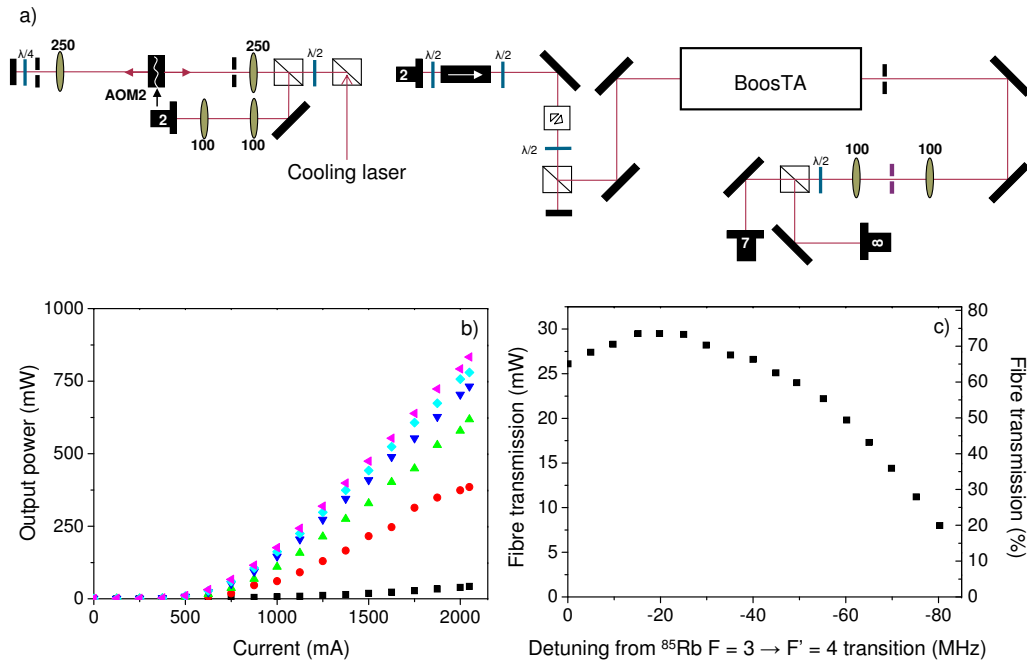 a)
λ/4
250
AOM2
2
100
100
250
λ/2
Cooling laser
2
λ/2
λ/2
λ/2
BoosTA
7
λ/2
100
100
8
b)
Output power (mW)
1000
750
500
250
0
0
500
1000
1500
2000
Current (mA)
c)
Fibre transmission (mW)
30
25
20
15
10
5
0
0
-20
-40
-60
-80
80
70
60
50
40
30
20
10
0
Fibre transmission (%)
Detuning from ⁸⁵Rb F = 3 → F' = 4 transition (MHz)